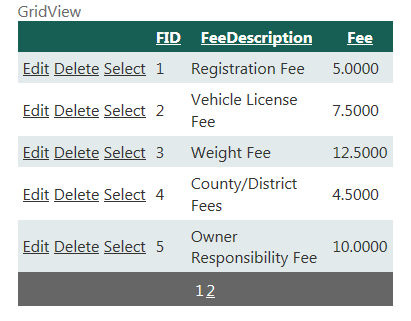 GridView
FID FeeDescription Fee
Edit Delete Select 1 Registration Fee 5.0000
Edit Delete Select 2 Vehicle License Fee 7.5000
Edit Delete Select 3 Weight Fee 12.5000
Edit Delete Select 4 County/District Fees 4.5000
Edit Delete Select 5 Owner Responsibility Fee 10.0000
1 2